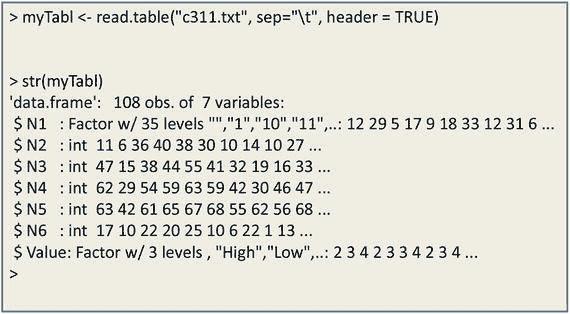 > myTabl <- read.table("c311.txt", sep="\t", header = TRUE)
> str(myTabl)
'data.frame': 108 obs. of 7 variables:
$ N1 : Factor w/ 35 levels "","1","10","11",..: 12 29 5 17 9 18 33 12 31 6 ...
$ N2 : int 11 6 36 40 38 30 10 14 10 27 ...
$ N3 : int 47 15 38 44 55 41 32 19 16 33 ...
$ N4 : int 62 29 54 59 63 59 42 30 46 47 ...
$ N5 : int 63 42 61 65 67 68 55 62 56 68 ...
$ N6 : int 17 10 22 20 25 10 6 22 1 13 ...
$ Value: Factor w/ 3 levels , "High","Low",..: 2 3 4 2 3 3 4 2 3 4 ...
>